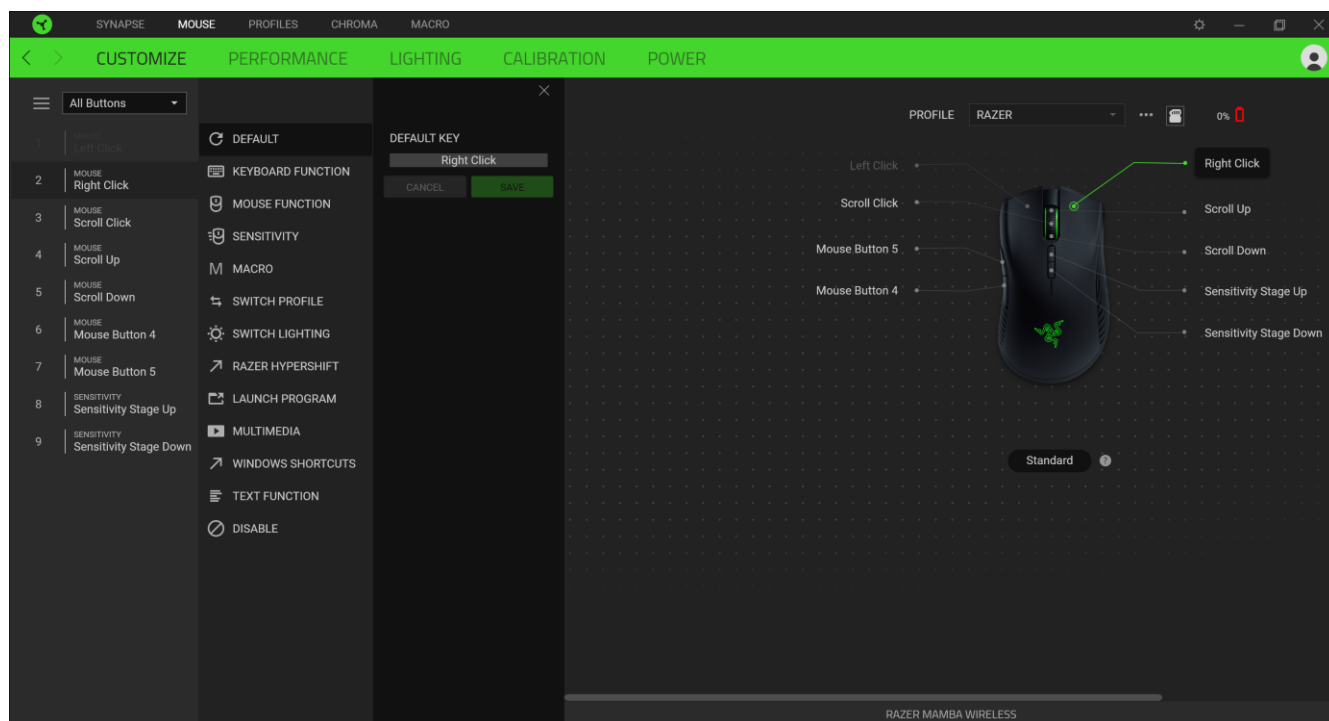 SYNAPSE MOUSE PROFILES CHROMA MACRO
CUSTOMIZE PERFORMANCE LIGHTING CALIBRATION POWER
All Buttons
1 MOUSE
Left Click
2 MOUSE
Right Click
3 MOUSE
Scroll Click
4 MOUSE
Scroll Up
5 MOUSE
Scroll Down
6 MOUSE
Mouse Button 4
7 MOUSE
Mouse Button 5
8 SENSITIVITY
Sensitivity Stage Up
9 SENSITIVITY
Sensitivity Stage Down
DEFAULT
KEYBOARD FUNCTION
MOUSE FUNCTION
SENSITIVITY
MACRO
SWITCH PROFILE
SWITCH LIGHTING
RAZER HYPERSHIFT
LAUNCH PROGRAM
MULTIMEDIA
WINDOWS SHORTCUTS
TEXT FUNCTION
DISABLE
DEFAULT KEY
Right Click
CANCEL SAVE
PROFILE RAZER 0%
Left Click
Scroll Click
Mouse Button 5
Mouse Button 4
Right Click
Scroll Up
Scroll Down
Sensitivity Stage Up
Sensitivity Stage Down
Standard ?
RAZER MAMBA WIRELESS